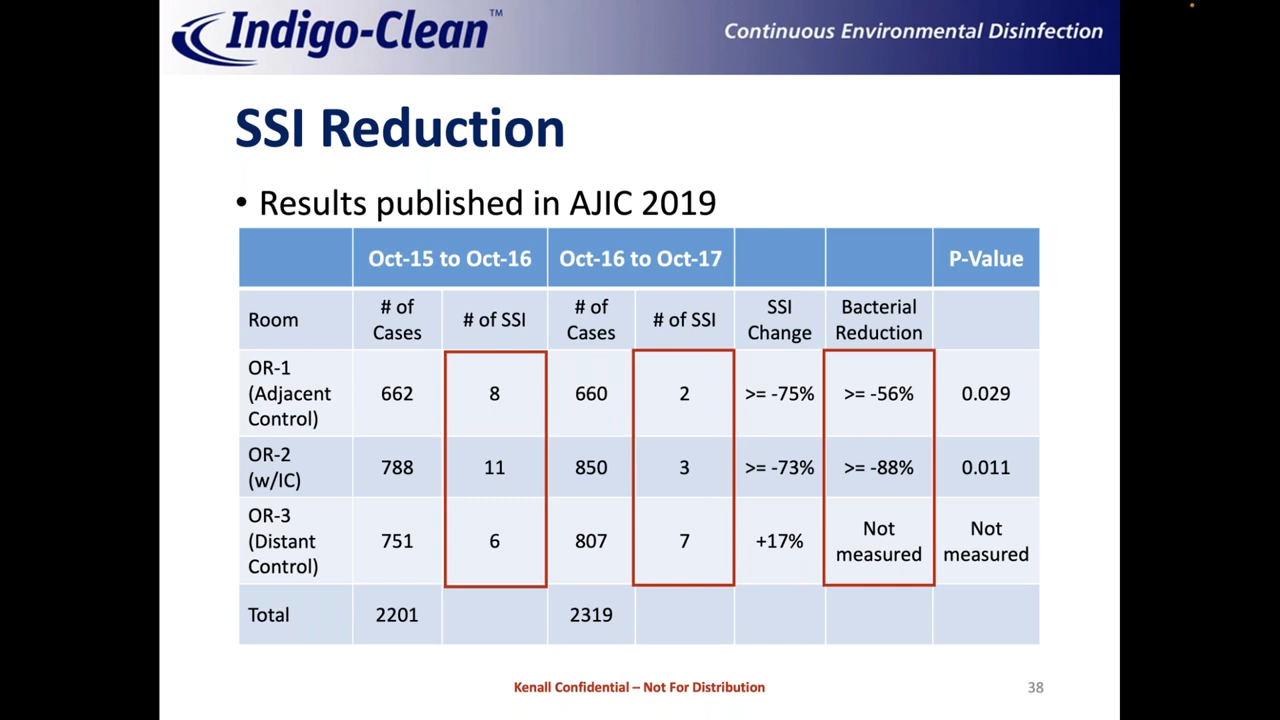 Indigo-Clean™
Continuous Environmental Disinfection
SSI Reduction
• Results published in AJIC 2019
Oct-15 to Oct-16 Oct-16 to Oct-17 P-Value
Room # of Cases # of SSI # of Cases # of SSI SSI Change Bacterial Reduction
OR-1 (Adjacent Control) 662 8 660 2 >= -75% >= -56% 0.029
OR-2 (w/IC) 788 11 850 3 >= -73% >= -88% 0.011
OR-3 (Distant Control) 751 6 807 7 +17% Not measured Not measured
Total 2201 2319
Kenall Confidential – Not For Distribution
38